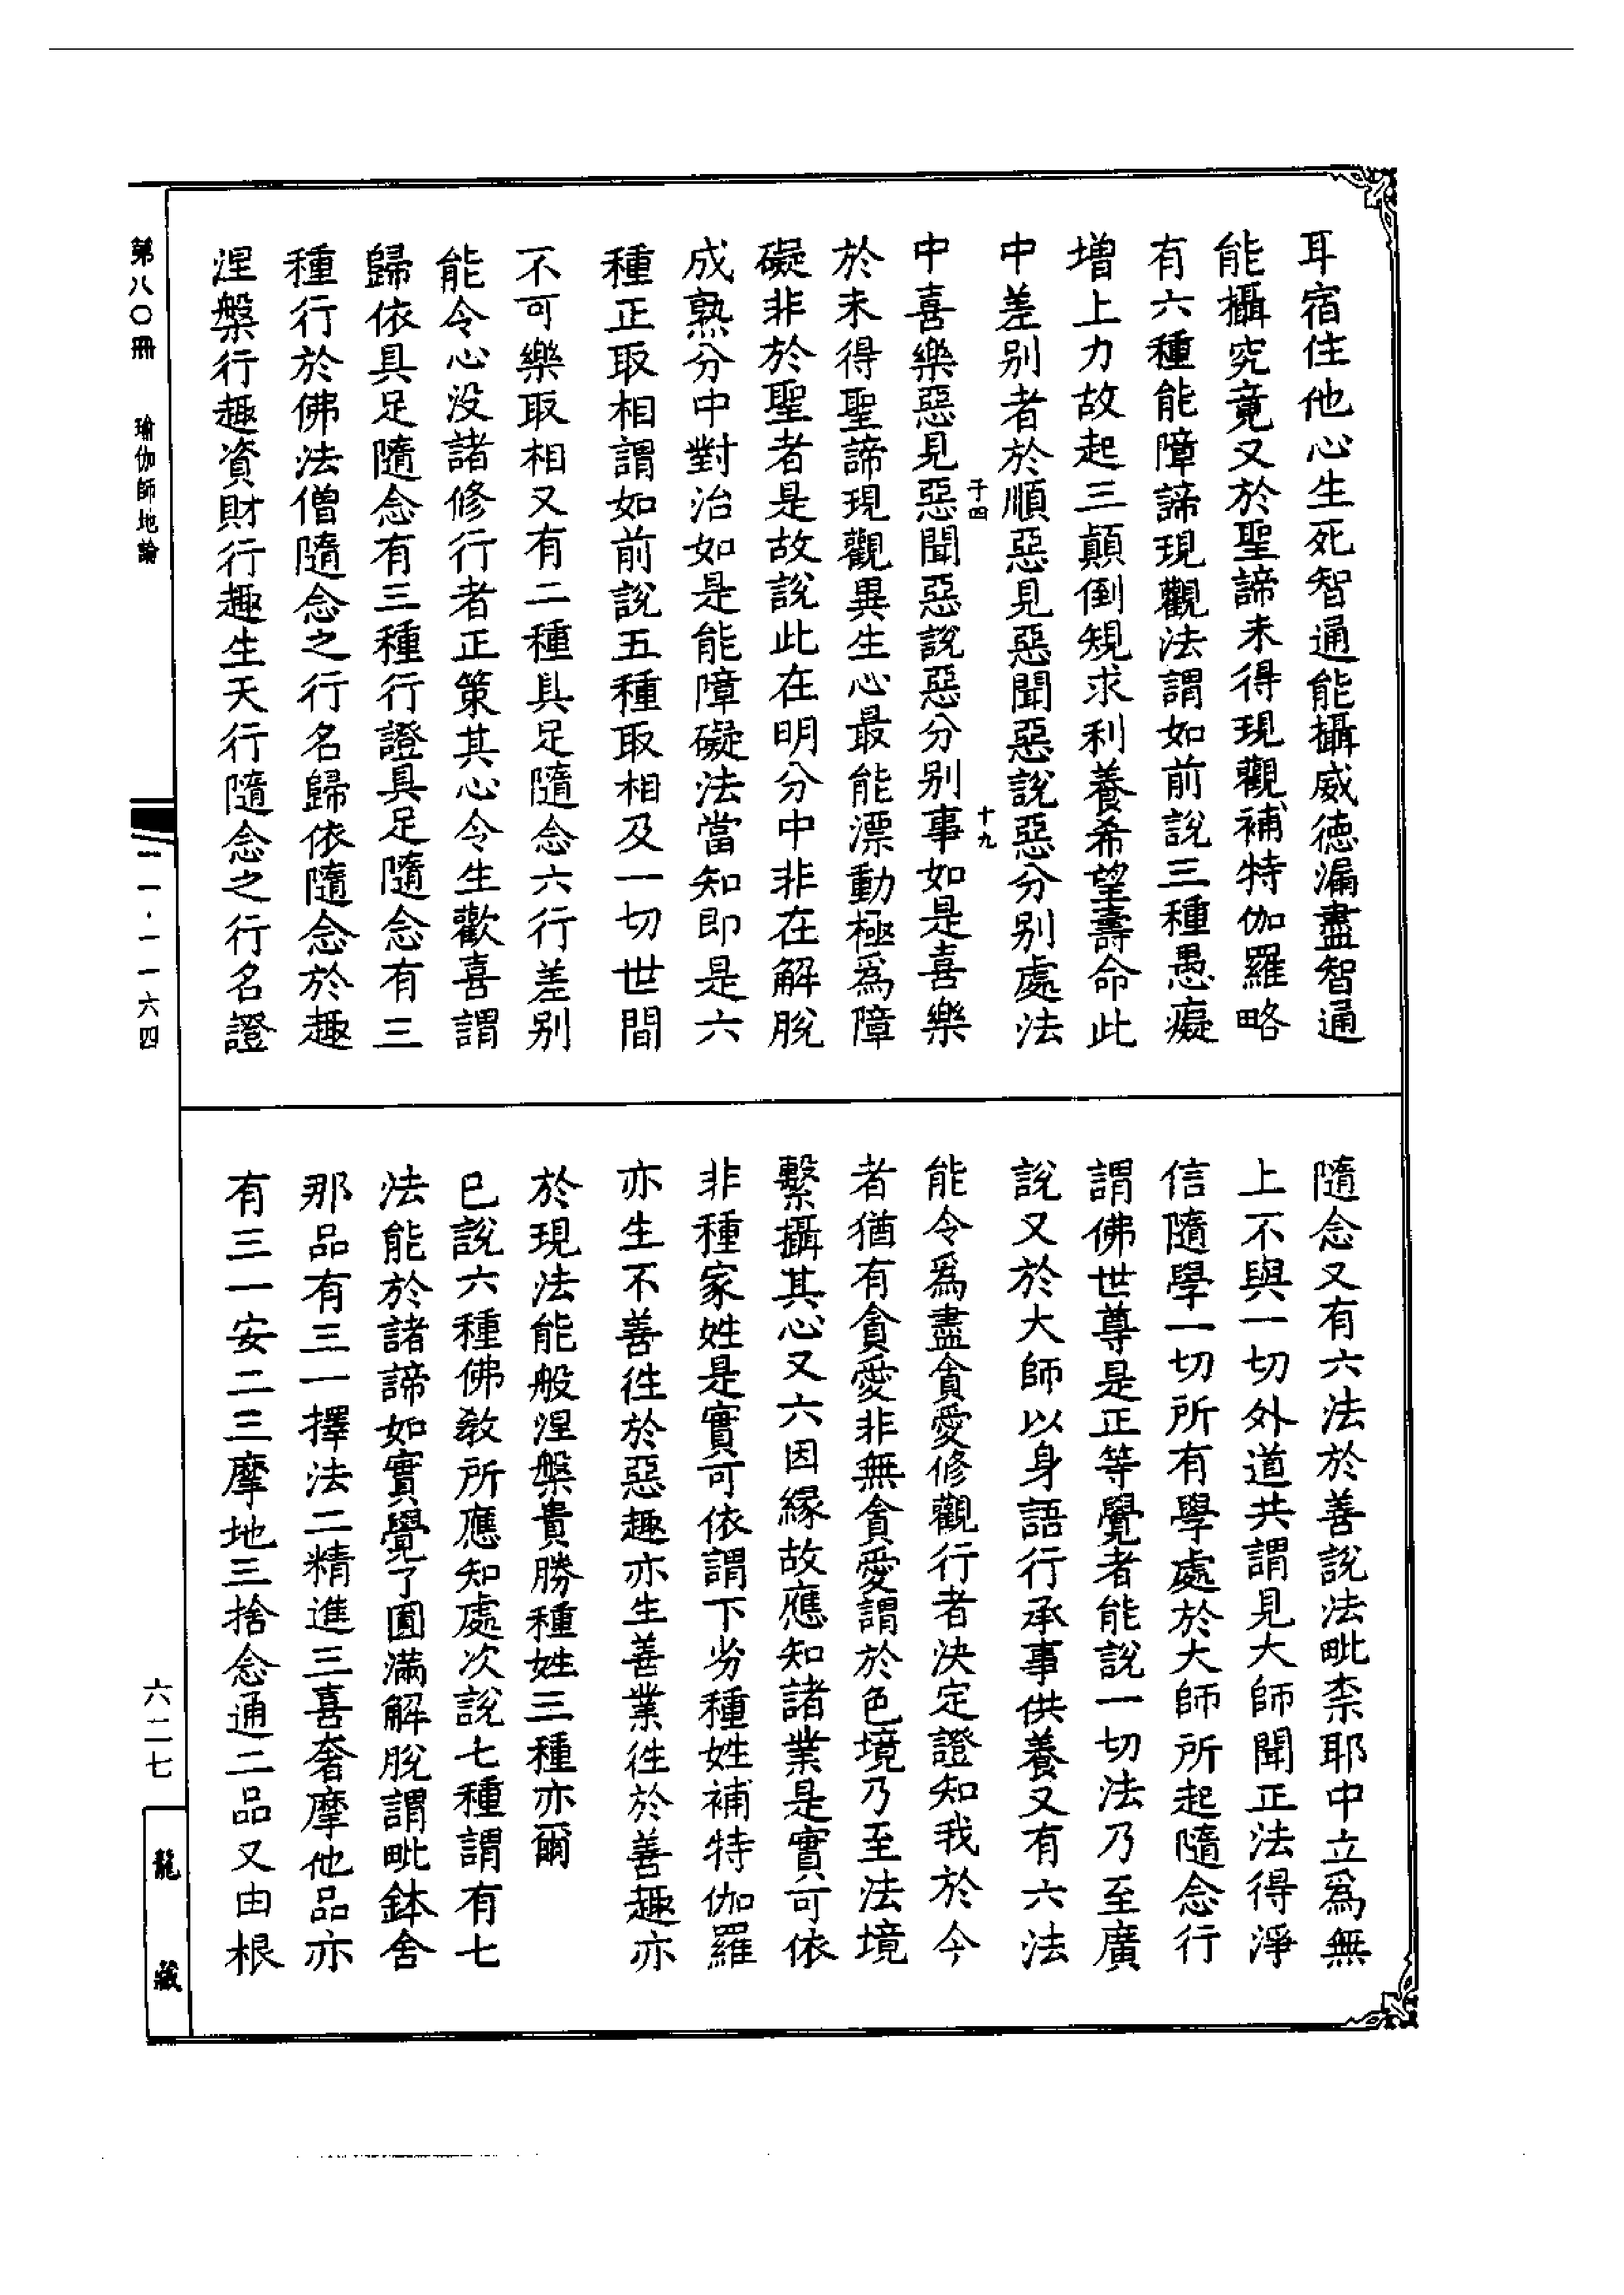 耳宿住他心生死智通能攝威德漏盡智通
能攝究竟又於聖諦未得現觀補特伽羅略
有六種能障諦現觀法謂如前說三種愚癡
增上力故起三顛倒規求利養希望壽命此
中差別者於順惡見惡聞惡說惡分別處法
于四 十九
中喜樂惡見惡聞惡說惡分別事如是喜樂
於未得聖諦現觀異生心最能漂動極爲障
礙非於聖者是故說此在明分中非在解脫
成熟分中對治如是能障礙法當知即是六
種正取相謂如前說五種取相及一切世間
不可樂取相又有二種具足隨念六行差別
能令心沒諸修行者正策其心令生歡喜謂
歸依具足隨念有三種行證具足隨念有三
種行於佛法僧隨念之行名歸依隨念於趣
涅槃行趣資財行趣生天行隨念之行名證
隨念又有六法於善說法毗柰耶中立爲無
上不與一切外道共謂見大師聞正法得淨
信隨學一切所有學處於大師所起隨念行
謂佛世尊是正等覺者能說一切法乃至廣
說又於大師以身語行承事供養又有六法
能令爲盡貪愛修觀行者決定證知我於今
者猶有貪愛非無貪愛謂於色境乃至法境
繫攝其心又六因緣故應知諸業是實可依
非種家姓是實可依謂下劣種姓補特伽羅
亦生不善徃於惡趣亦生善業徃於善趣亦
於現法能般涅槃貴勝種姓三種亦爾
已說六種佛教所應知處次說七種謂有七
法能於諸諦如實覺了圓滿解脫謂毗鉢舍
那品有三一擇法二精進三喜奢摩他品亦
有三一安二三摩地三捨念通二品又由根
第八〇冊 瑜伽師地論
一一·一一六四
六二七
龍藏